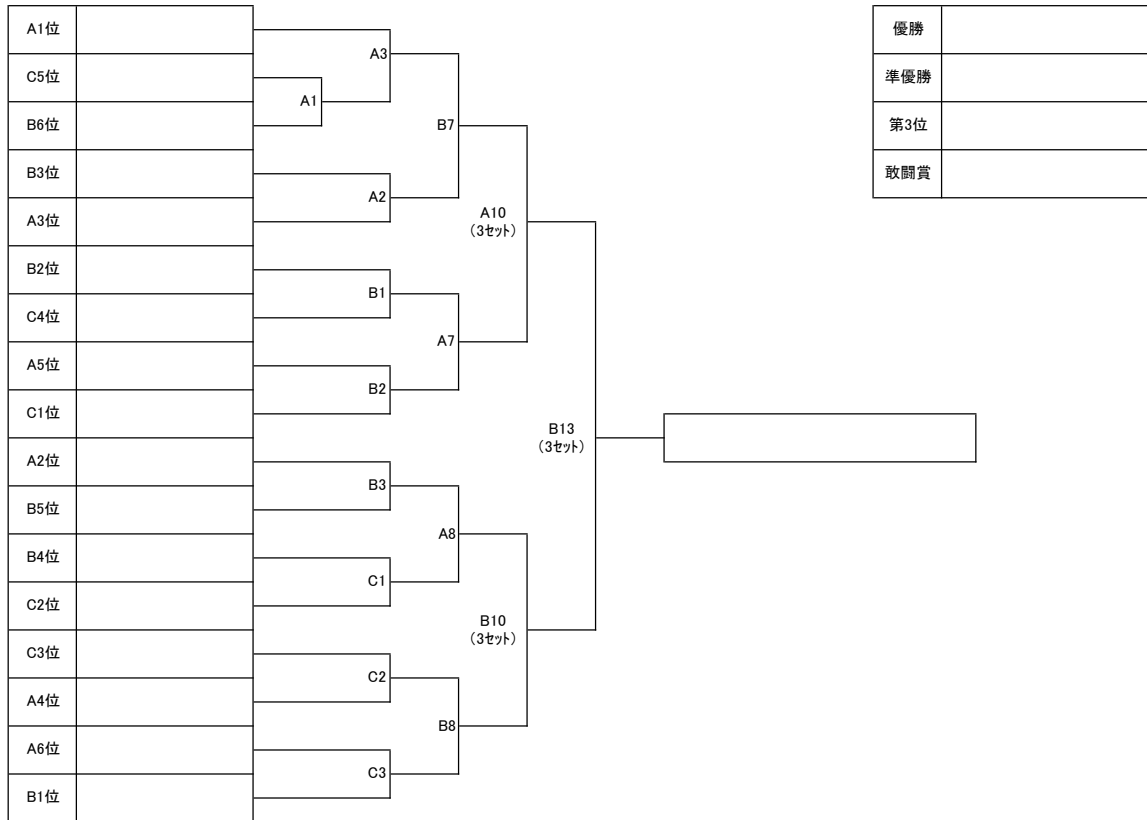 A1位
C5位
B6位
B3位
A3位
B2位
C4位
A5位
C1位
A2位
B5位
B4位
C2位
C3位
A4位
A6位
B1位
A3
A1
A2
B1
B2
B3
C1
C2
C3
B7
A7
A8
B8
A10
(3セット)
B10
(3セット)
B13
(3セット)
優勝
準優勝
第3位
敢闘賞